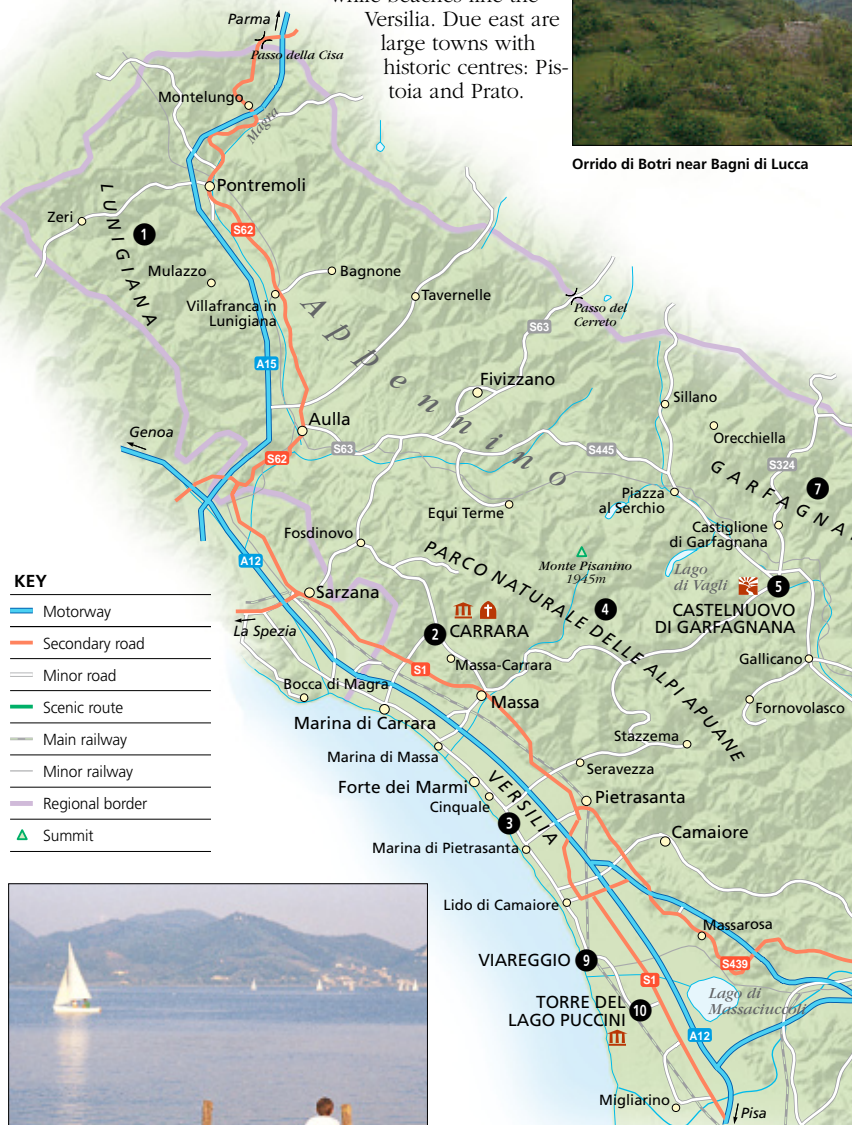 while beaches line the
Versilia. Due east are
large towns with
historic centres: Pis-
toia and Prato.
Orrido di Botri near Bagni di Lucca
Parma
Passo della Cisa
Montelungo
Magra
Pontremoli
LUNIGIANA
Zeri
1
S62
Mulazzo
Bagnone
Villafranca in
Lunigiana
Tavernelle
Appennino
Passo del
Cerreto
S63
A15
Fivizzano
Sillano
Aulla
Orecchiella
Genoa
S62
S63
S445
S324
GARFAGNA
7
Piazza
al Serchio
Equi Terme
Castiglione
di Garfagnana
Fosdinovo
PARCO NATURALE DELLE ALPI APUANE
Monte Pisanino
1945m
Lago
di Vagli
A12
4
5
CASTELNUOVO
DI GARFAGNANA
Sarzana
La Spezia
2
CARRARA
Massa-Carrara
Gallicano
S1
Bocca di Magra
Massa
Fornovolasco
Marina di Carrara
Stazzema
Marina di Massa
Seravezza
VERSILIA
Forte dei Marmi
Cinquale
Pietrasanta
3
Camaiore
Marina di Pietrasanta
Lido di Camaiore
Massarosa
VIAREGGIO
9
S439
S1
TORRE DEL
LAGO PUCCINI
10
Lago di
Massaciuccoli
A12
Migliarino
Pisa
KEY
Motorway
Secondary road
Minor road
Scenic route
Main railway
Minor railway
Regional border
Summit